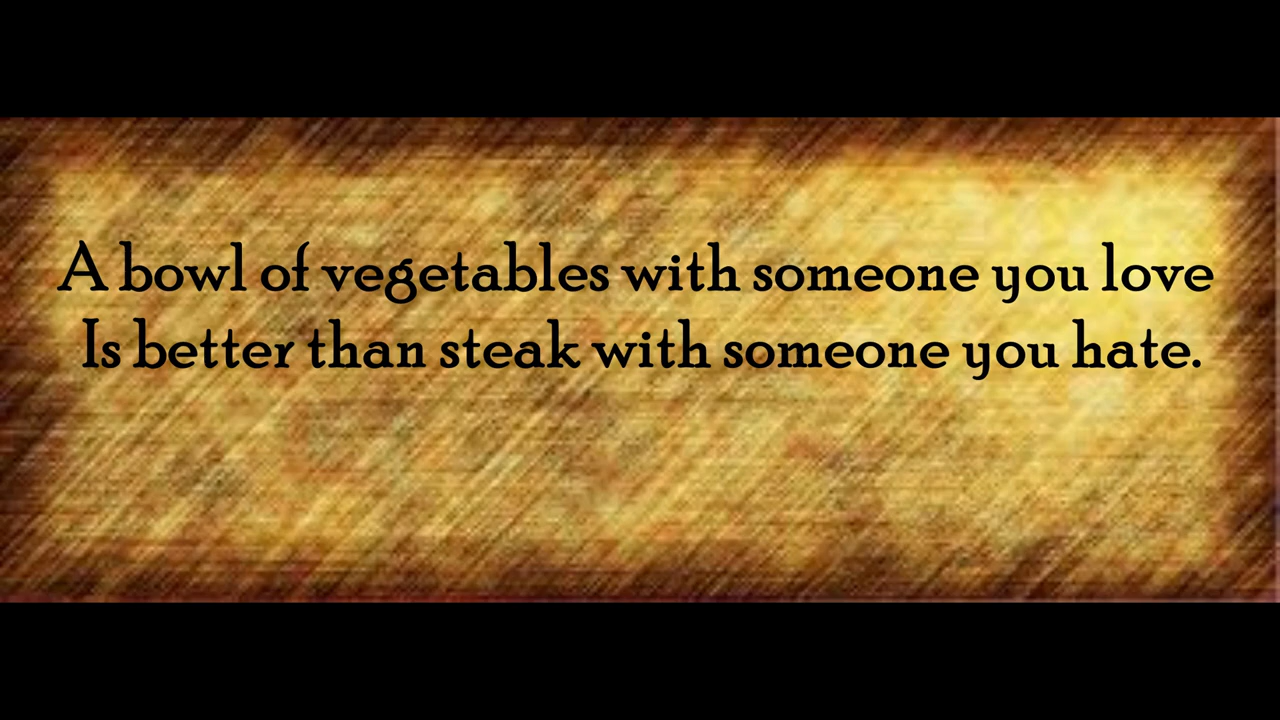 A bowl of vegetables with someone you love
Is better than steak with someone you hate.